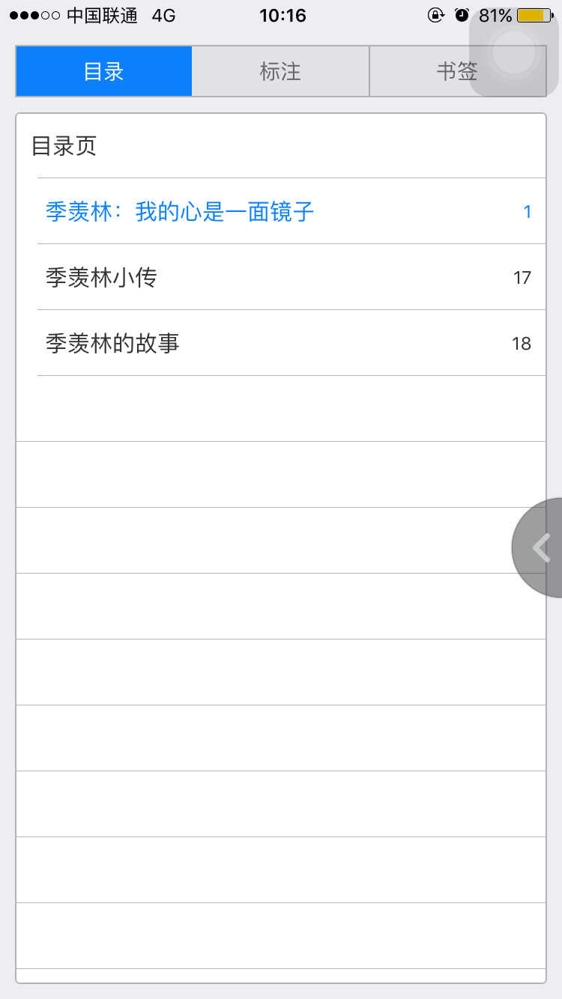 中国联通 4G 10:16 81%
目录 标注 书签
目录页
季羡林：我的心是一面镜子 1
季羡林小传 17
季羡林的故事 18